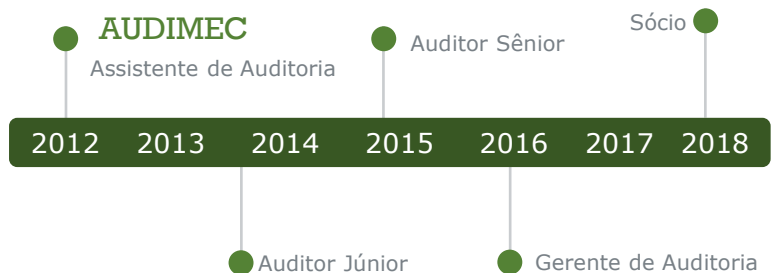 AUDIMEC
Assistente de Auditoria
Auditor Sênior
Sócio
2012 2013 2014 2015 2016 2017 2018
Auditor Júnior
Gerente de Auditoria